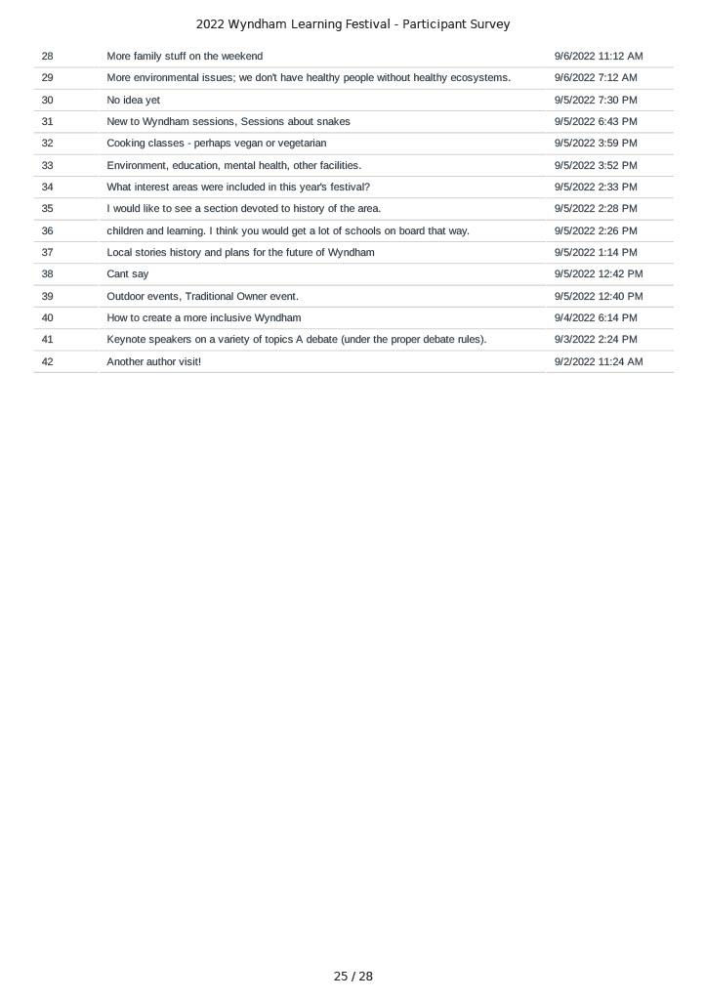 2022 Wyndham Learning Festival - Participant Survey
28 More family stuff on the weekend 9/6/2022 11:12 AM
29 More environmental issues; we don't have healthy people without healthy ecosystems. 9/6/2022 7:12 AM
30 No idea yet 9/5/2022 7:30 PM
31 New to Wyndham sessions, Sessions about snakes 9/5/2022 6:43 PM
32 Cooking classes - perhaps vegan or vegetarian 9/5/2022 3:59 PM
33 Environment, education, mental health, other facilities. 9/5/2022 3:52 PM
34 What interest areas were included in this year's festival? 9/5/2022 2:33 PM
35 I would like to see a section devoted to history of the area. 9/5/2022 2:28 PM
36 children and learning. I think you would get a lot of schools on board that way. 9/5/2022 2:26 PM
37 Local stories history and plans for the future of Wyndham 9/5/2022 1:14 PM
38 Cant say 9/5/2022 12:42 PM
39 Outdoor events, Traditional Owner event. 9/5/2022 12:40 PM
40 How to create a more inclusive Wyndham 9/4/2022 6:14 PM
41 Keynote speakers on a variety of topics A debate (under the proper debate rules). 9/3/2022 2:24 PM
42 Another author visit! 9/2/2022 11:24 AM
25 / 28